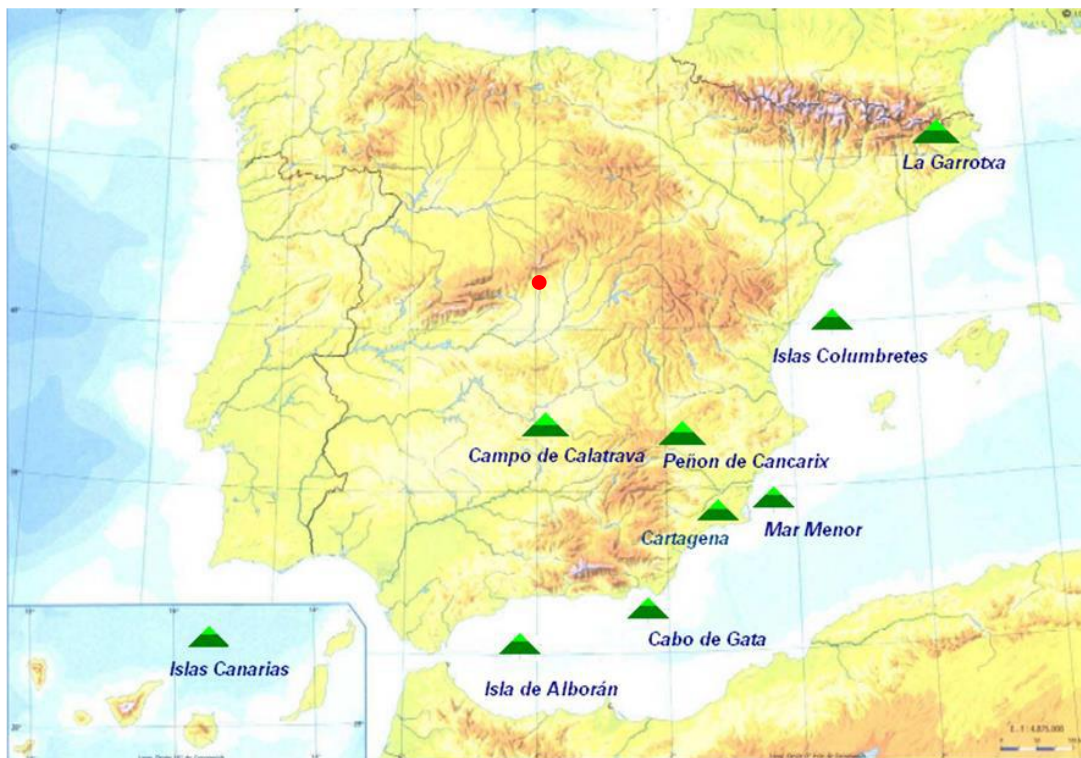 La Garrotxa
Islas Columbretes
Campo de Calatrava
Peñon de Cancarix
Cartagena
Mar Menor
Cabo de Gata
Islas Canarias
Isla de Alborán